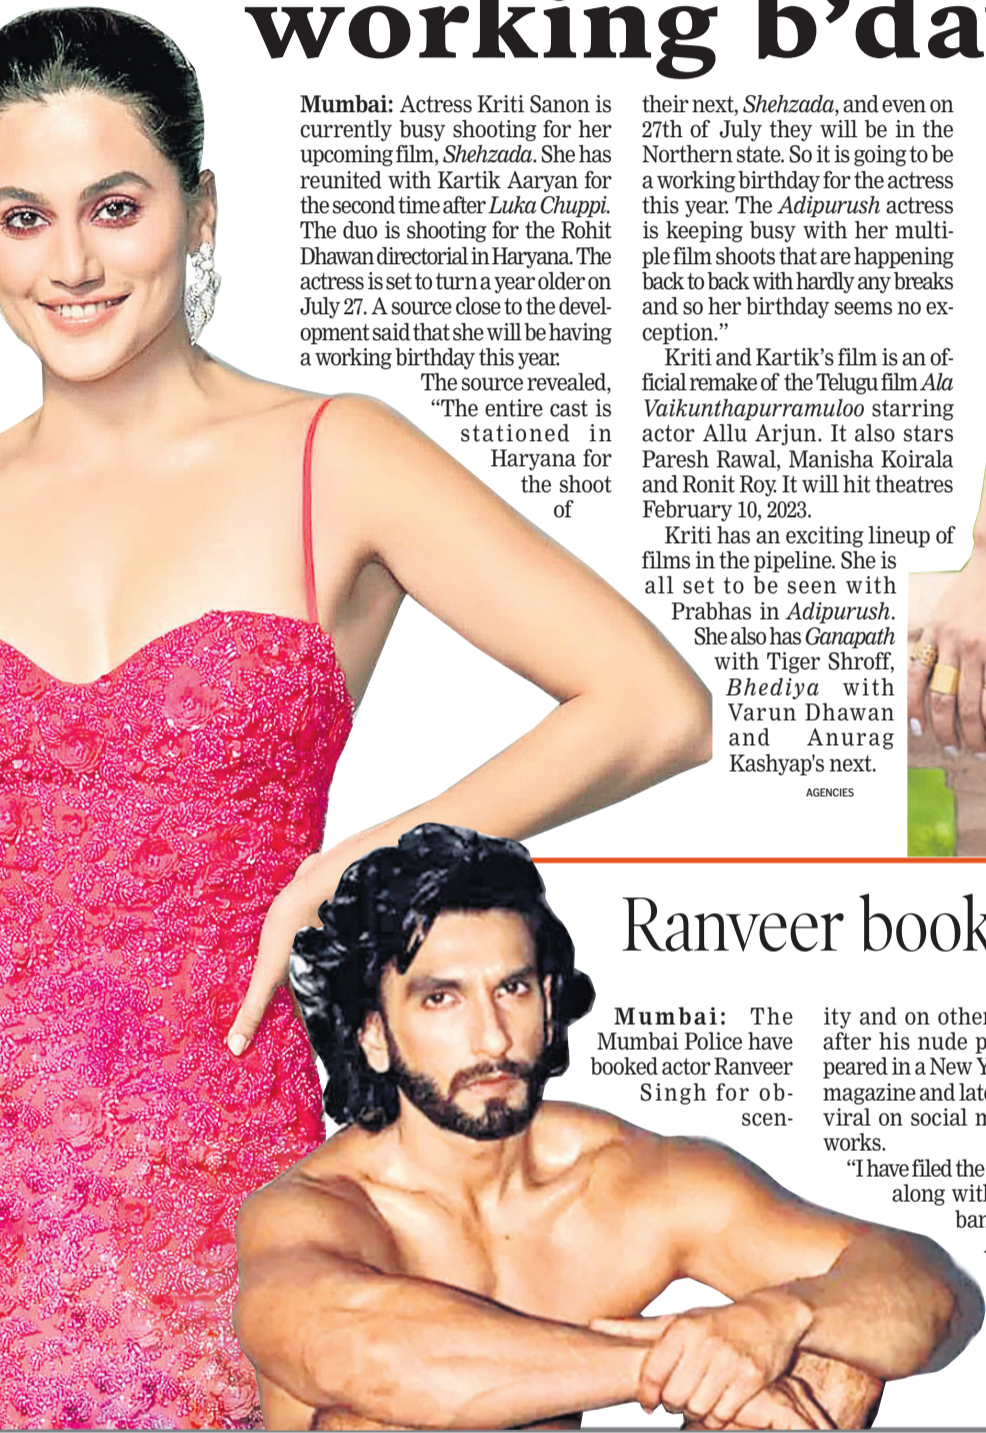 working b'da
Mumbai: Actress Kriti Sanon is
currently busy shooting for her
upcoming film, Shehzada. She has
reunited with Kartik Aaryan for
the second time after Luka Chuppi.
The duo is shooting for the Rohit
Dhawan directorial in Haryana. The
actress is set to turn a year older on
July 27. A source close to the devel-
opment said that she will be having
a working birthday this year.
The source revealed,
“The entire cast is
stationed in
Haryana for
the shoot
of
their next, Shehzada, and even on
27th of July they will be in the
Northern state. So it is going to be
a working birthday for the actress
this year. The Adipurush actress
is keeping busy with her multi-
ple film shoots that are happening
back to back with hardly any breaks
and so her birthday seems no ex-
ception.”
Kriti and Kartik’s film is an of-
ficial remake of the Telugu film Ala
Vaikunthapurramuloo starring
actor Allu Arjun. It also stars
Paresh Rawal, Manisha Koirala
and Ronit Roy. It will hit theatres
February 10, 2023.
Kriti has an exciting lineup of
films in the pipeline. She is
all set to be seen with
Prabhas in Adipurush.
She also has Ganapath
with Tiger Shroff,
Bhediya with
Varun Dhawan
and Anurag
Kashyap's next.
AGENCIES
Ranveer book
Mumbai: The
Mumbai Police have
booked actor Ranveer
Singh for ob-
scen-
ity and on other
after his nude p
peared in a New Y
magazine and late
viral on social m
works.
“I have filed the
along with
ban